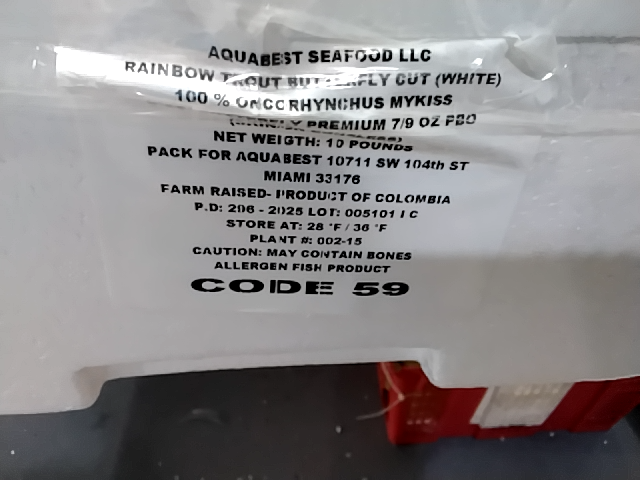 AQUABEST SEAFOOD LLC
RAINBOW TROUT BUTTERFLY CUT (WHITE)
100 % ONCORHYNCHUS MYKISS
PREMIUM 7/9 OZ PBO
NET WEIGTH: 10 POUNDS
PACK FOR AQUABEST 10711 SW 104th ST
MIAMI 33176
FARM RAISED- PRODUCT OF COLOMBIA
P.D: 296 - 2025 LOT: 005101 C
STORE AT: 28 °F / 36 °F
PLANT #: 002-15
CAUTION: MAY CONTAIN BONES
ALLERGEN FISH PRODUCT
CODE 59